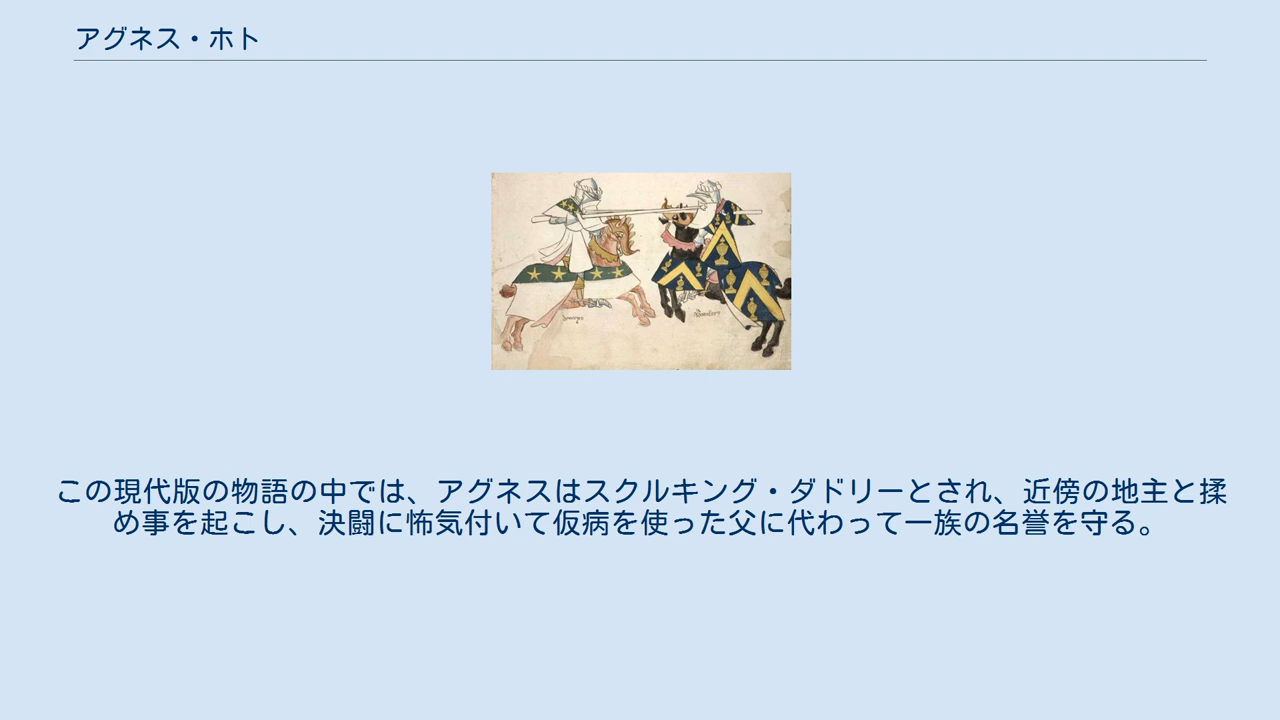 アグネス・ホト
この現代版の物語の中では、アグネスはスクルキング・ダドリーとされ、近傍の地主と揉
め事を起こし、決闘に怖気付いて仮病を使った父に代わって一族の名誉を守る。